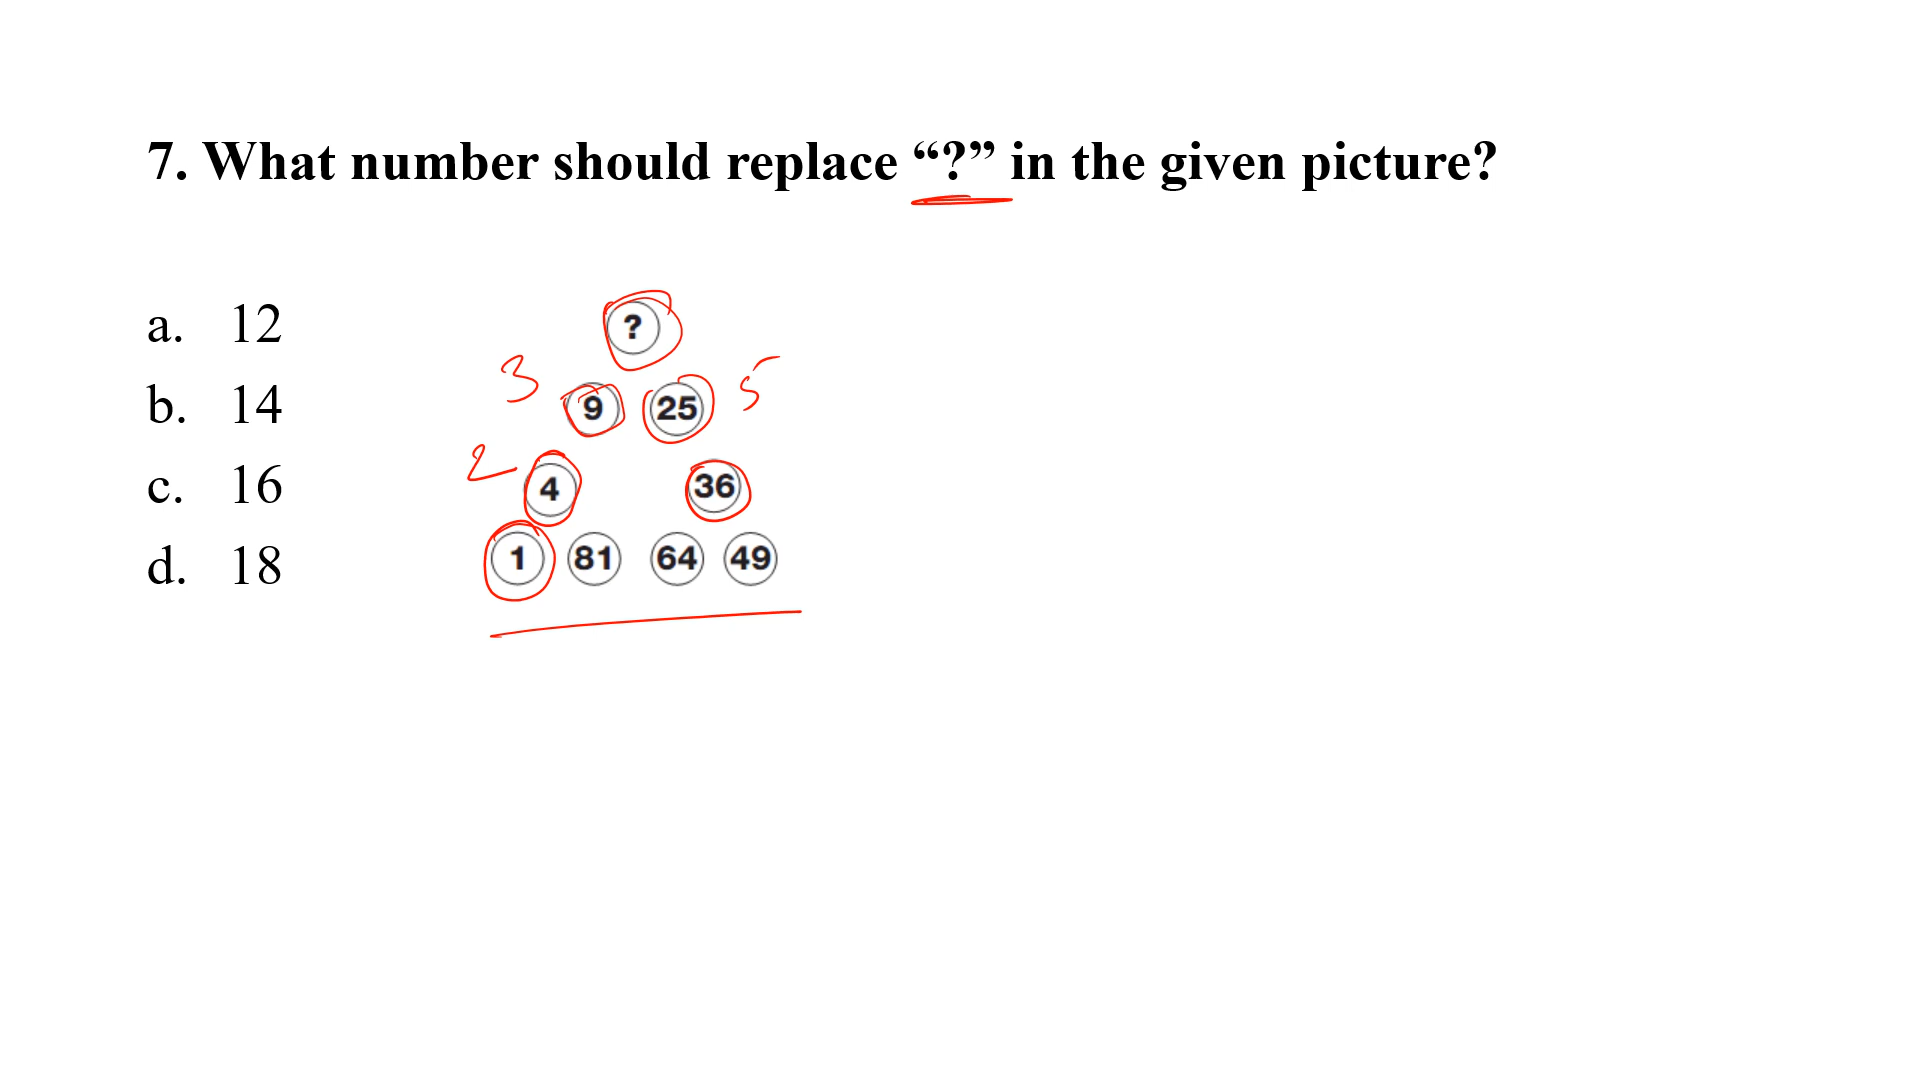 7. What number should replace “?” in the given picture?
a. 12
b. 14
c. 16
d. 18
?
3 9 25 5
2 4 36
1 81 64 49